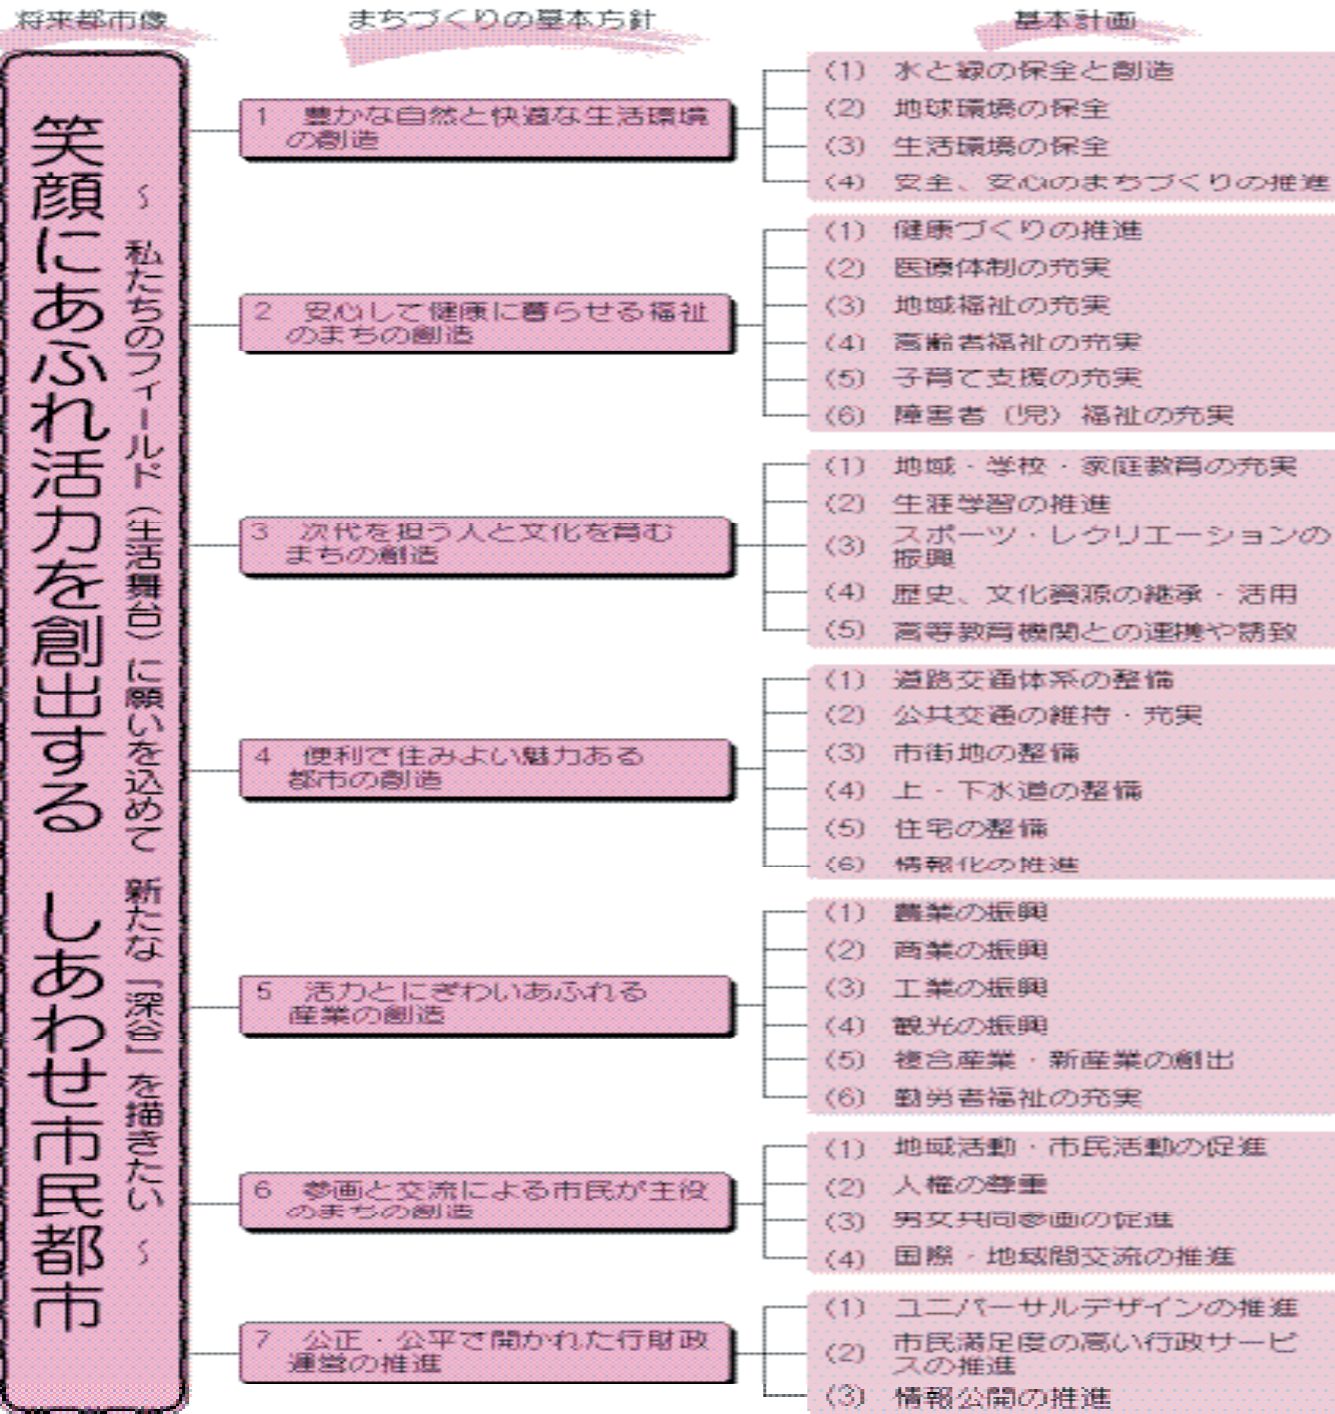 将来都市像
まちづくりの基本方針
基本計画
笑顔にあふれ活力を創出する しあわせ市民都市
～ 私たちのフィールド（生活舞台）に願いを込めて 新たな「深谷」を描きたい ～
1 豊かな自然と快適な生活環境
の創造
(1) 水と緑の保全と創造
(2) 地球環境の保全
(3) 生活環境の保全
(4) 安全、安心のまちづくりの推進
2 安心して健康に暮らせる福祉
のまちの創造
(1) 健康づくりの推進
(2) 医療体制の充実
(3) 地域福祉の充実
(4) 高齢者福祉の充実
(5) 子育て支援の充実
(6) 障害者（児）福祉の充実
3 次代を担う人と文化を育む
まちの創造
(1) 地域・学校・家庭教育の充実
(2) 生涯学習の推進
(3) スポーツ・レクリエーションの
振興
(4) 歴史、文化資源の継承・活用
(5) 高等教育機関との連携や誘致
4 便利で住みよい魅力ある
都市の創造
(1) 道路交通体系の整備
(2) 公共交通の維持・充実
(3) 市街地の整備
(4) 上・下水道の整備
(5) 住宅の整備
(6) 情報化の推進
5 活力とにぎわいあふれる
産業の創造
(1) 農業の振興
(2) 商業の振興
(3) 工業の振興
(4) 観光の振興
(5) 複合産業・新産業の創出
(6) 勤労者福祉の充実
6 参画と交流による市民が主役
のまちの創造
(1) 地域活動・市民活動の促進
(2) 人権の尊重
(3) 男女共同参画の促進
(4) 国際・地域間交流の推進
7 公正・公平で開かれた行財政
運営の推進
(1) ユニバーサルデザインの推進
(2) 市民満足度の高い行政サービ
スの推進
(3) 情報公開の推進